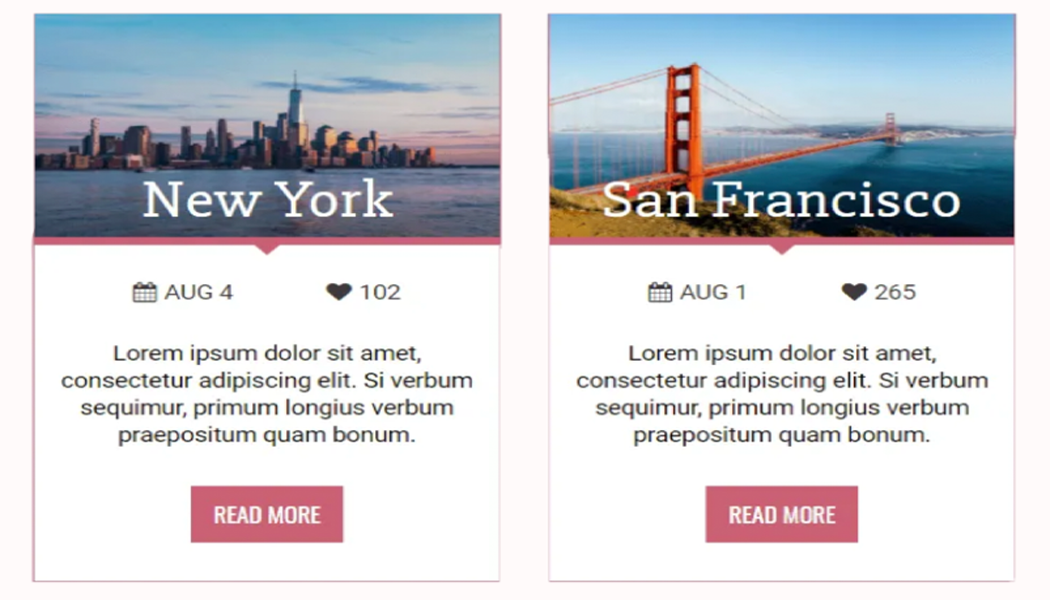 New York
AUG 4 102
Lorem ipsum dolor sit amet,
consectetur adipiscing elit. Si verbum
sequimur, primum longius verbum
praepositum quam bonum.
READ MORE
San Francisco
AUG 1 265
Lorem ipsum dolor sit amet,
consectetur adipiscing elit. Si verbum
sequimur, primum longius verbum
praepositum quam bonum.
READ MORE